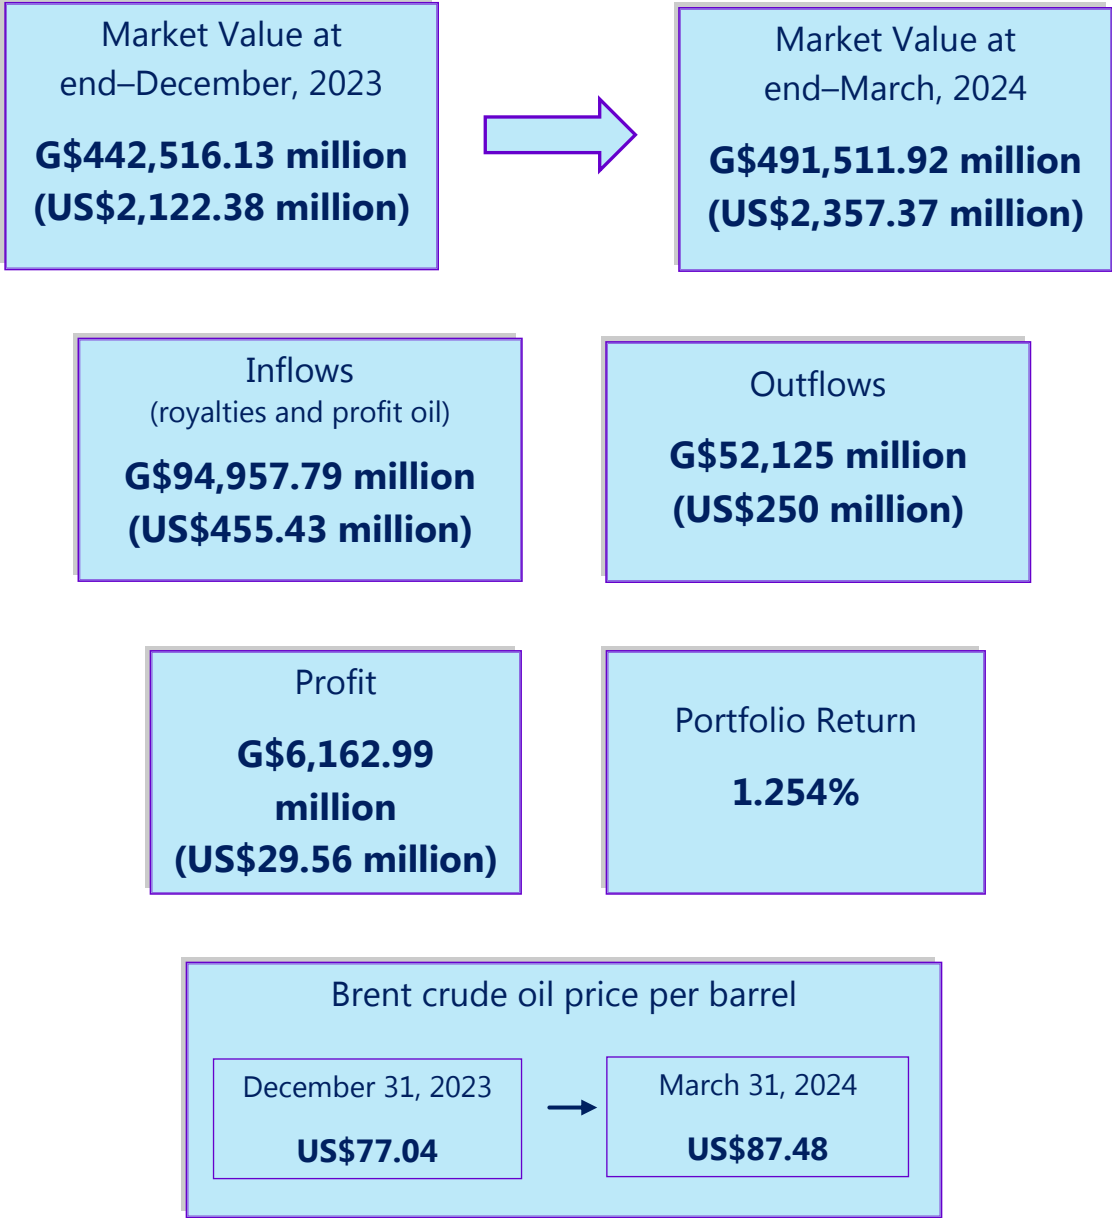 Market Value at
end–December, 2023
G$442,516.13 million
(US$2,122.38 million)
Market Value at
end–March, 2024
G$491,511.92 million
(US$2,357.37 million)
Inflows
(royalties and profit oil)
G$94,957.79 million
(US$455.43 million)
Outflows
G$52,125 million
(US$250 million)
Profit
G$6,162.99
million
(US$29.56 million)
Portfolio Return
1.254%
Brent crude oil price per barrel
December 31, 2023
US$77.04
March 31, 2024
US$87.48